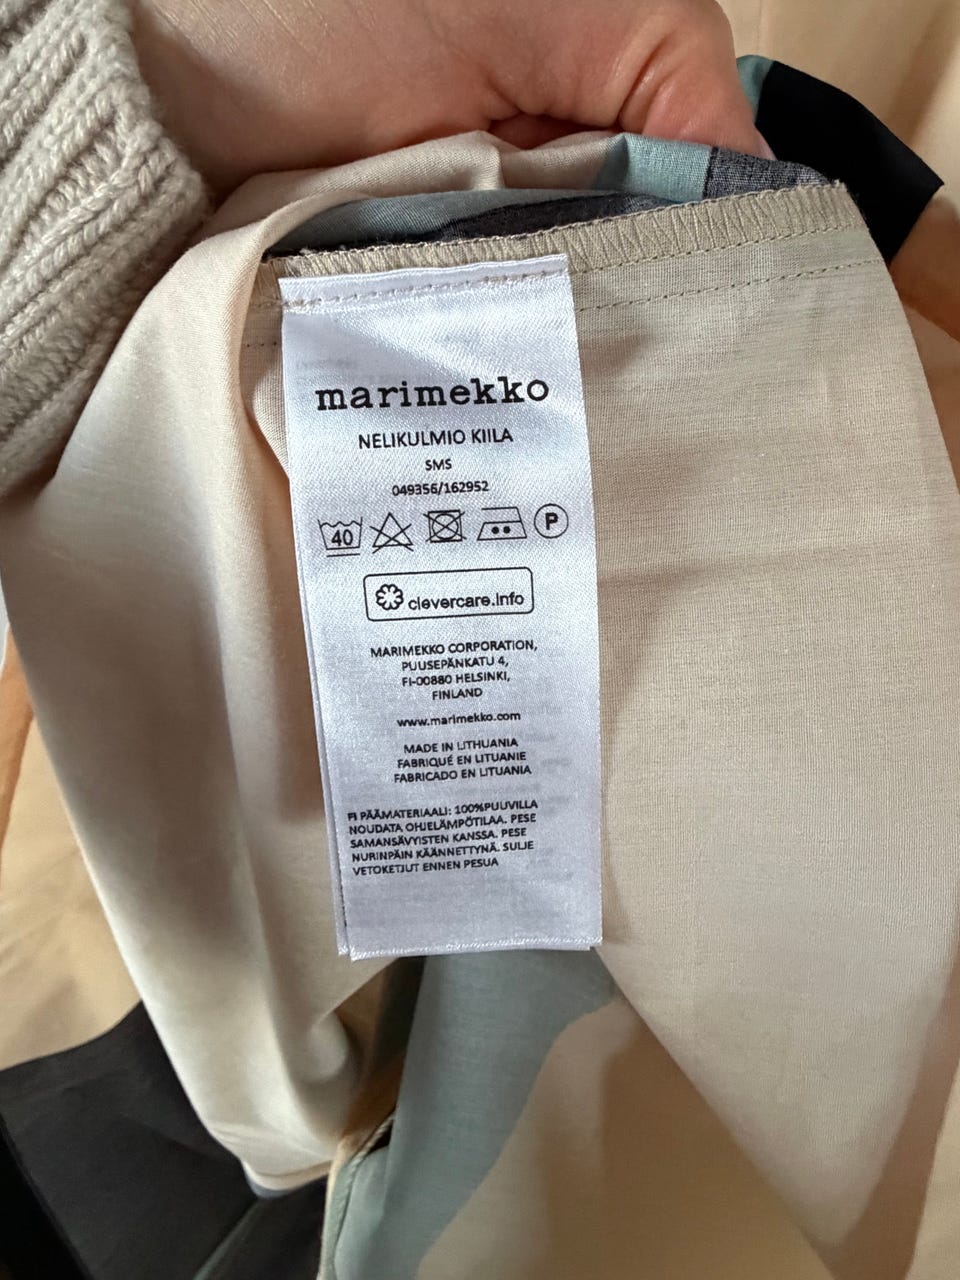 marimekko
NELIKULMIO KIILA
SMS
049356/162952
40 P
clevercare.info
MARIMEKKO CORPORATION,
PUUSEPÄNKATU 4,
FI-00880 HELSINKI,
FINLAND
www.marimekko.com
MADE IN LITHUANIA
FABRIQUÉ EN LITUANIE
FABRICADO EN LITUANIA
FI PÄÄMATERIAALI: 100%PUUVILLA
NOUDATA OHJELÄMPÖTILAA. PESE
SAMANSÄVYISTEN KANSSA. PESE
NURINPÄIN KÄÄNNETTYNÄ. SULJE
VETOKETJUT ENNEN PESUA